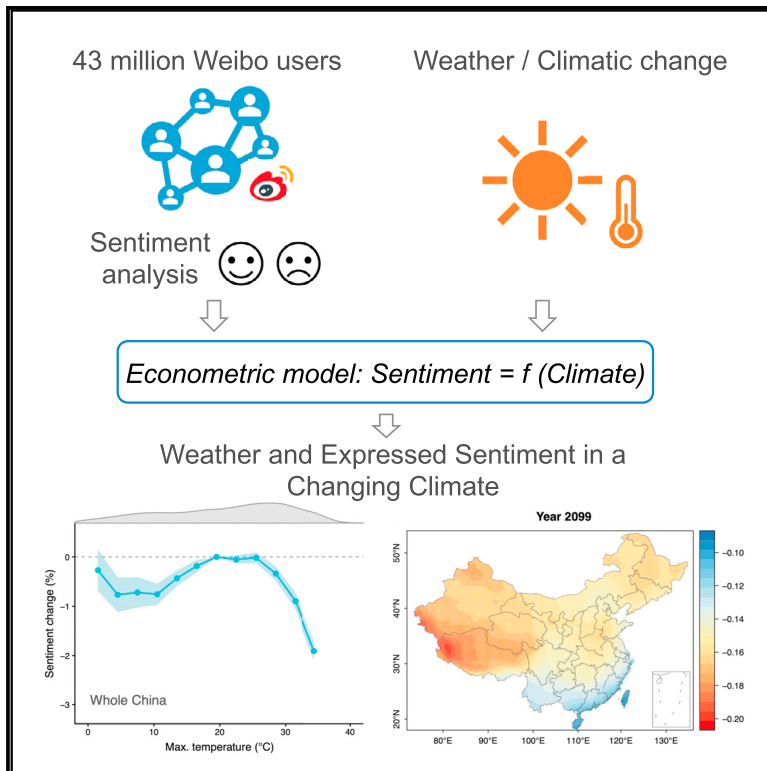 43 million Weibo users
Weather / Climatic change
Sentiment
analysis
Econometric model: Sentiment = f (Climate)
Weather and Expressed Sentiment in a
Changing Climate
Sentiment change (%)
0
−1
−2
−3
Whole China
0
10
20
30
40
Max. temperature (°C)
Year 2099
50°N
40°N
30°N
20°N
80°E
90°E
100°E
110°E
120°E
130°E
−0.10
−0.12
−0.14
−0.16
−0.18
−0.20